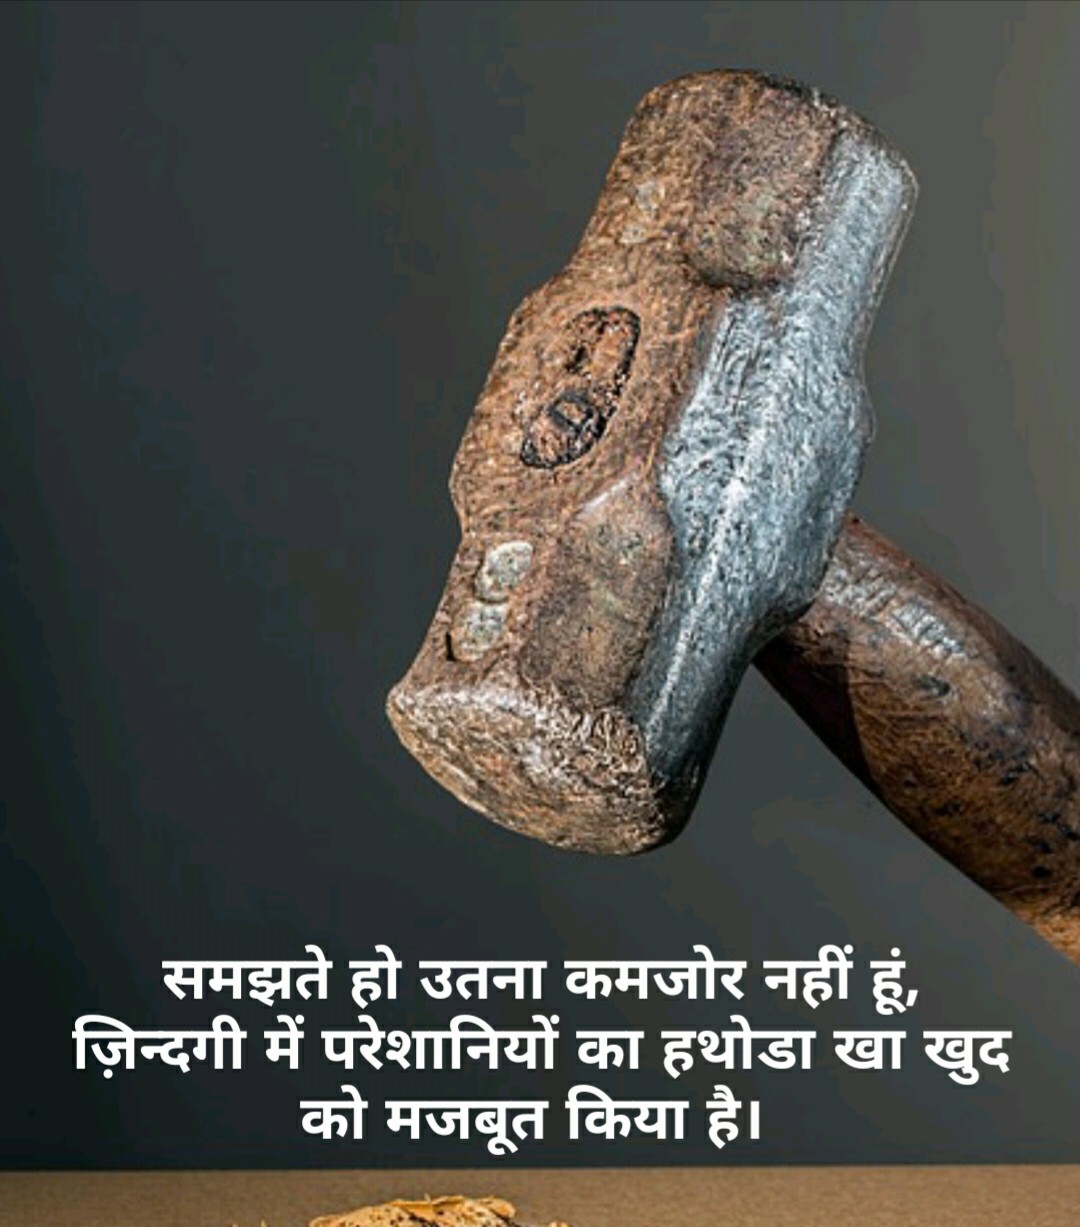 समझते हो उतना कमजोर नहीं हूं,
ज़िन्दगी में परेशानियों का हथोडा खा खुद
को मजबूत किया है।